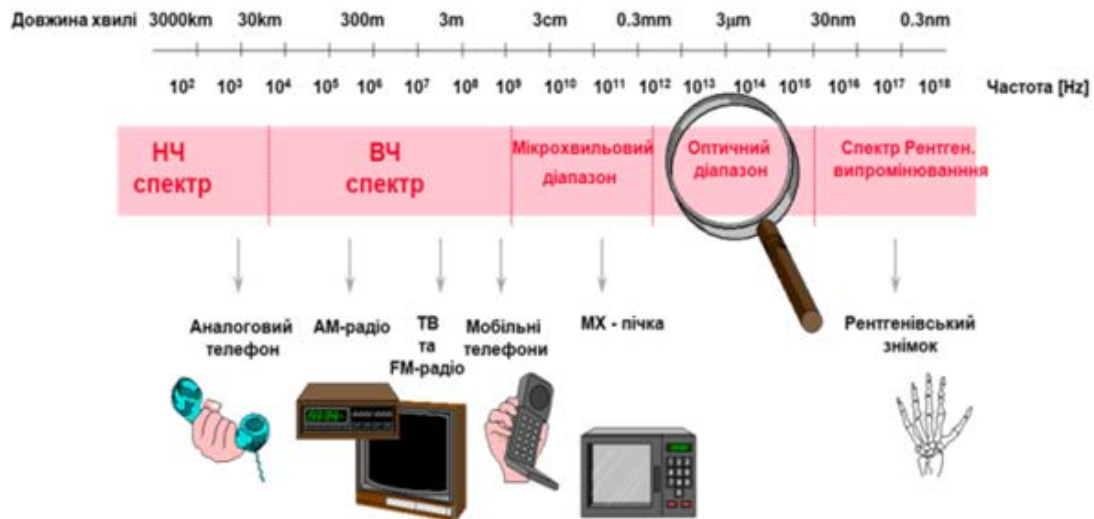 Довжина хвилі 3000km 30km 300m 3m 3cm 0.3mm 3µm 30nm 0.3nm
10² 10³ 10⁴ 10⁵ 10⁶ 10⁷ 10⁸ 10⁹ 10¹⁰ 10¹¹ 10¹² 10¹³ 10¹⁴ 10¹⁵ 10¹⁶ 10¹⁷ 10¹⁸ Частота [Hz]
НЧ
спектр
ВЧ
спектр
Мікрохвильовий
діапазон
Оптичний
діапазон
Спектр Рентген.
випромінюванння
Аналоговий
телефон
АМ-радіо
ТВ
та
FM-радіо
Мобільні
телефони
МХ - пічка
Рентгенівський
знімок